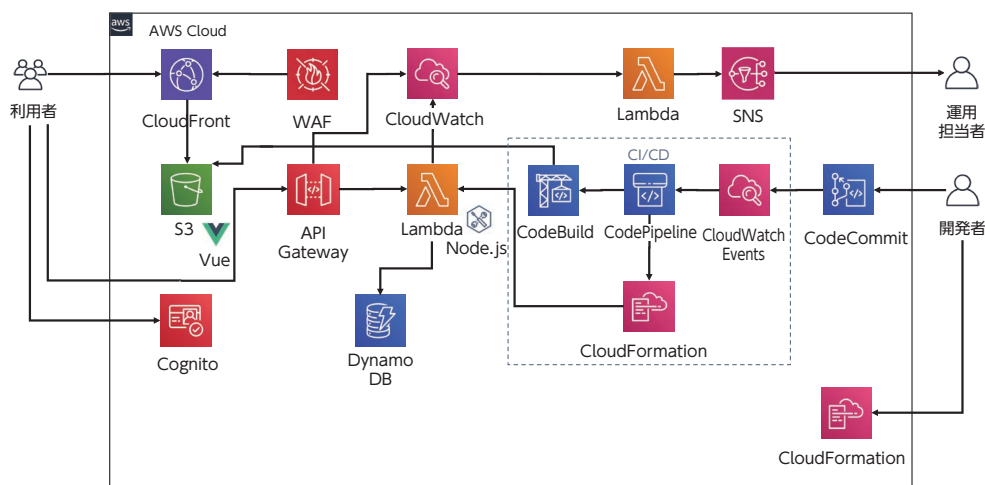 aws
AWS Cloud
利用者
CloudFront
WAF
CloudWatch
Lambda
SNS
運用
担当者
CI/CD
S3
Vue
API
Gateway
Lambda
Node.js
CodeBuild
CodePipeline
CloudWatch
Events
CodeCommit
開発者
Cognito
Dynamo
DB
CloudFormation
CloudFormation